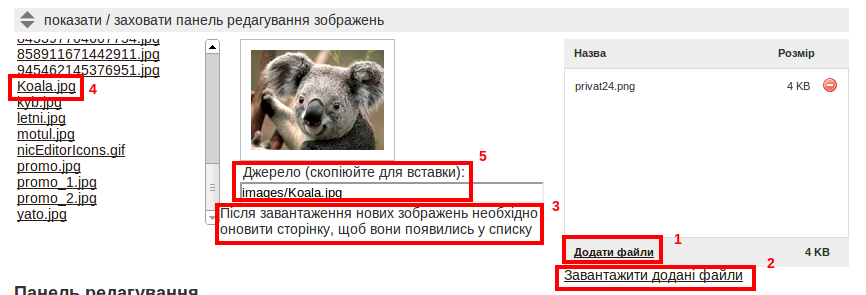 показати / заховати панель редагування зображень
858911671442911.jpg
945462145376951.jpg
Koala.jpg
4
kyb.jpg
letni.jpg
motul.jpg
nicEditorIcons.gif
promo.jpg
promo_1.jpg
promo_2.jpg
yato.jpg
5
Джерело (скопіюйте для вставки):
images/Koala.jpg
3
Після завантаження нових зображень необхідно
оновити сторінку, щоб вони появились у списку
Назва Розмір
privat24.png 4 KB
1
Додати файли 4 KB
2
Завантажити додані файли
Панель редагування